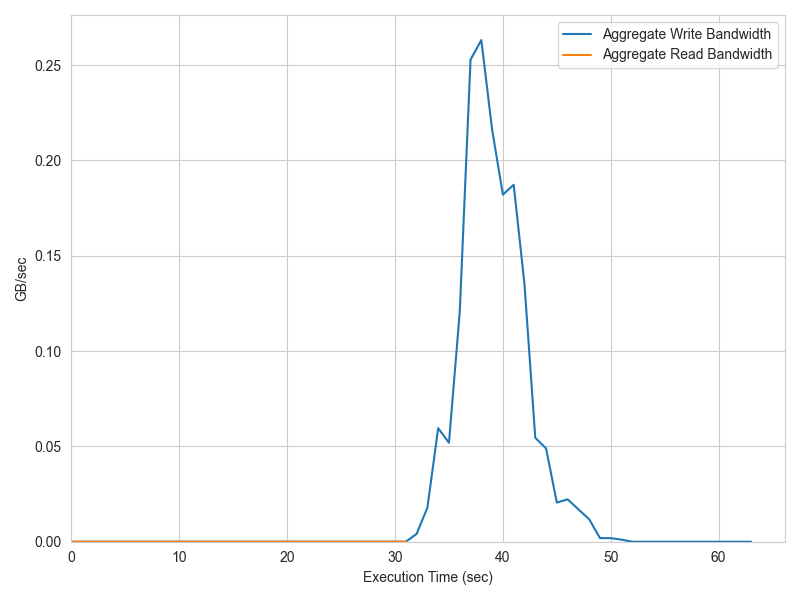 Aggregate Write Bandwidth
Aggregate Read Bandwidth
GB/sec
0.25
0.20
0.15
0.10
0.05
0.00
0 10 20 30 40 50 60
Execution Time (sec)